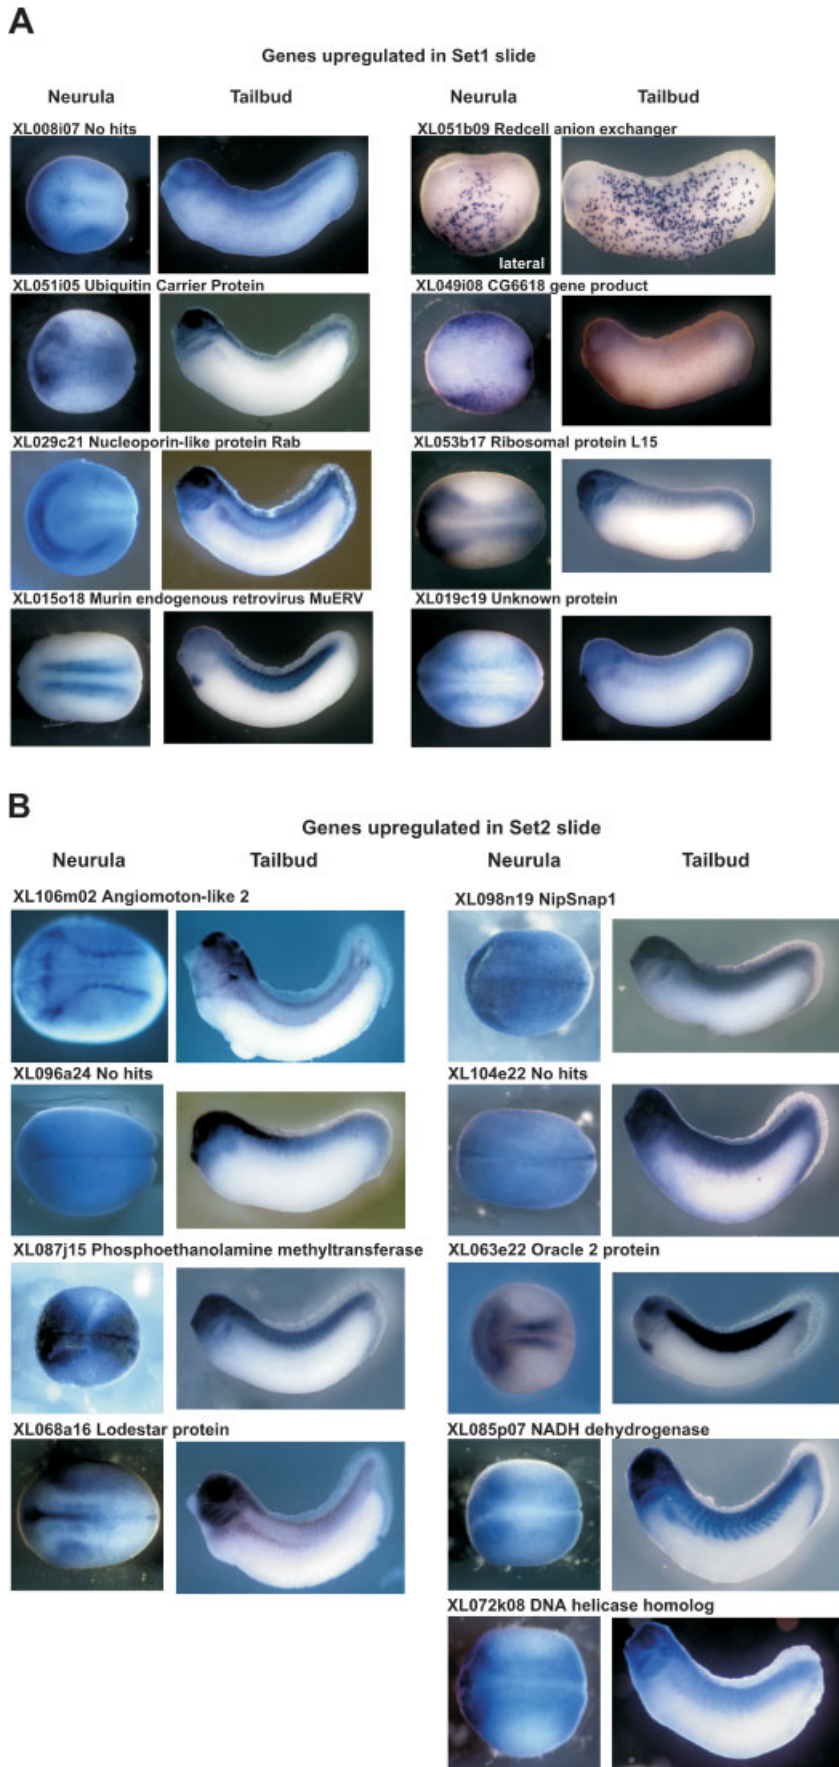 A
Genes upregulated in Set1 slide
Neurula Tailbud Neurula Tailbud
XL008i07 No hits
XL051b09 Redcell anion exchanger
lateral
XL051i05 Ubiquitin Carrier Protein
XL049i08 CG6618 gene product
XL029c21 Nucleoporin-like protein Rab
XL053b17 Ribosomal protein L15
XL015o18 Murin endogenous retrovirus MuERV
XL019c19 Unknown protein
B
Genes upregulated in Set2 slide
Neurula Tailbud Neurula Tailbud
XL106m02 Angiomoton-like 2
XL098n19 NipSnap1
XL096a24 No hits
XL104e22 No hits
XL087j15 Phosphoethanolamine methyltransferase
XL063e22 Oracle 2 protein
XL068a16 Lodestar protein
XL085p07 NADH dehydrogenase
XL072k08 DNA helicase homolog